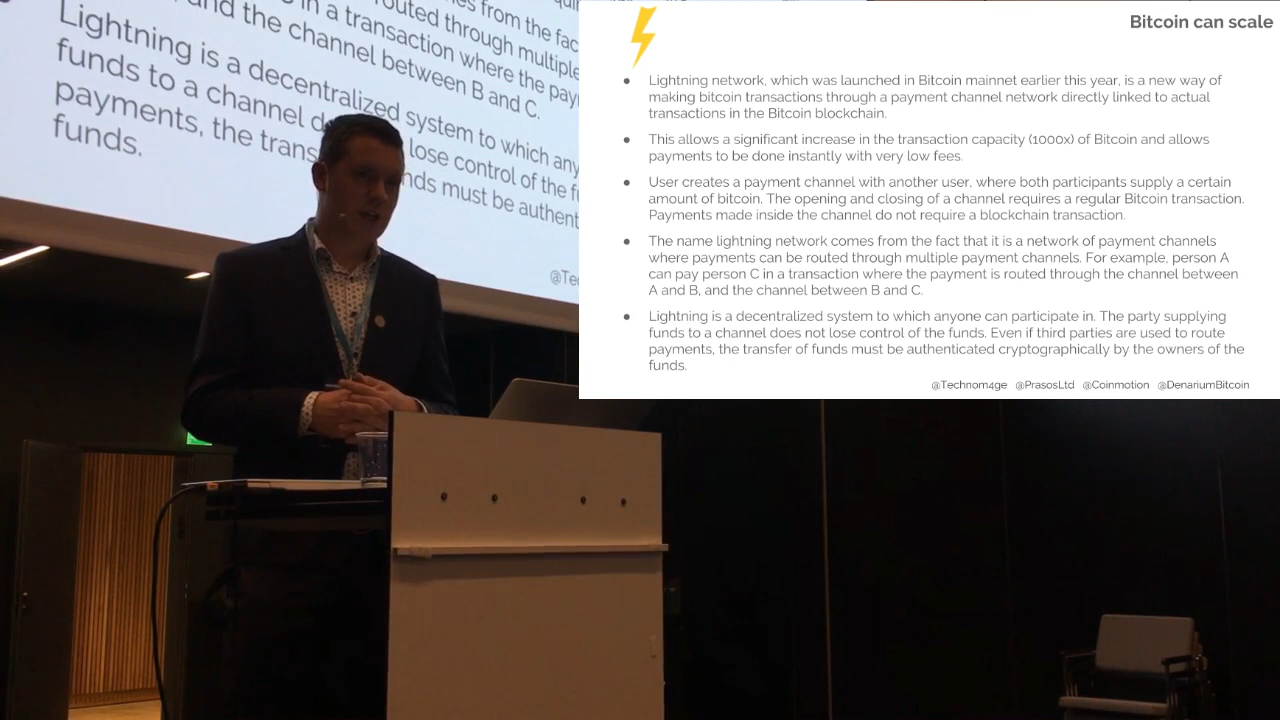 nes from the fac
routed through multiple
s in a transaction where the pay
and the channel between B and C.
Lightning is a decentralized system to which any
funds to a channel d lose control of the f
payments, the trans nds must be authent
funds.
@Te
Bitcoin can scale
Lightning network, which was launched in Bitcoin mainnet earlier this year, is a new way of
making bitcoin transactions through a payment channel network directly linked to actual
transactions in the Bitcoin blockchain.
This allows a significant increase in the transaction capacity (1000x) of Bitcoin and allows
payments to be done instantly with very low fees.
User creates a payment channel with another user, where both participants supply a certain
amount of bitcoin. The opening and closing of a channel requires a regular Bitcoin transaction.
Payments made inside the channel do not require a blockchain transaction.
The name lightning network comes from the fact that it is a network of payment channels
where payments can be routed through multiple payment channels. For example, person A
can pay person C in a transaction where the payment is routed through the channel between
A and B, and the channel between B and C.
Lightning is a decentralized system to which anyone can participate in. The party supplying
funds to a channel does not lose control of the funds. Even if third parties are used to route
payments, the transfer of funds must be authenticated cryptographically by the owners of the
funds.
@Technom4ge @PrasosLtd @Coinmotion @DenariumBitcoin